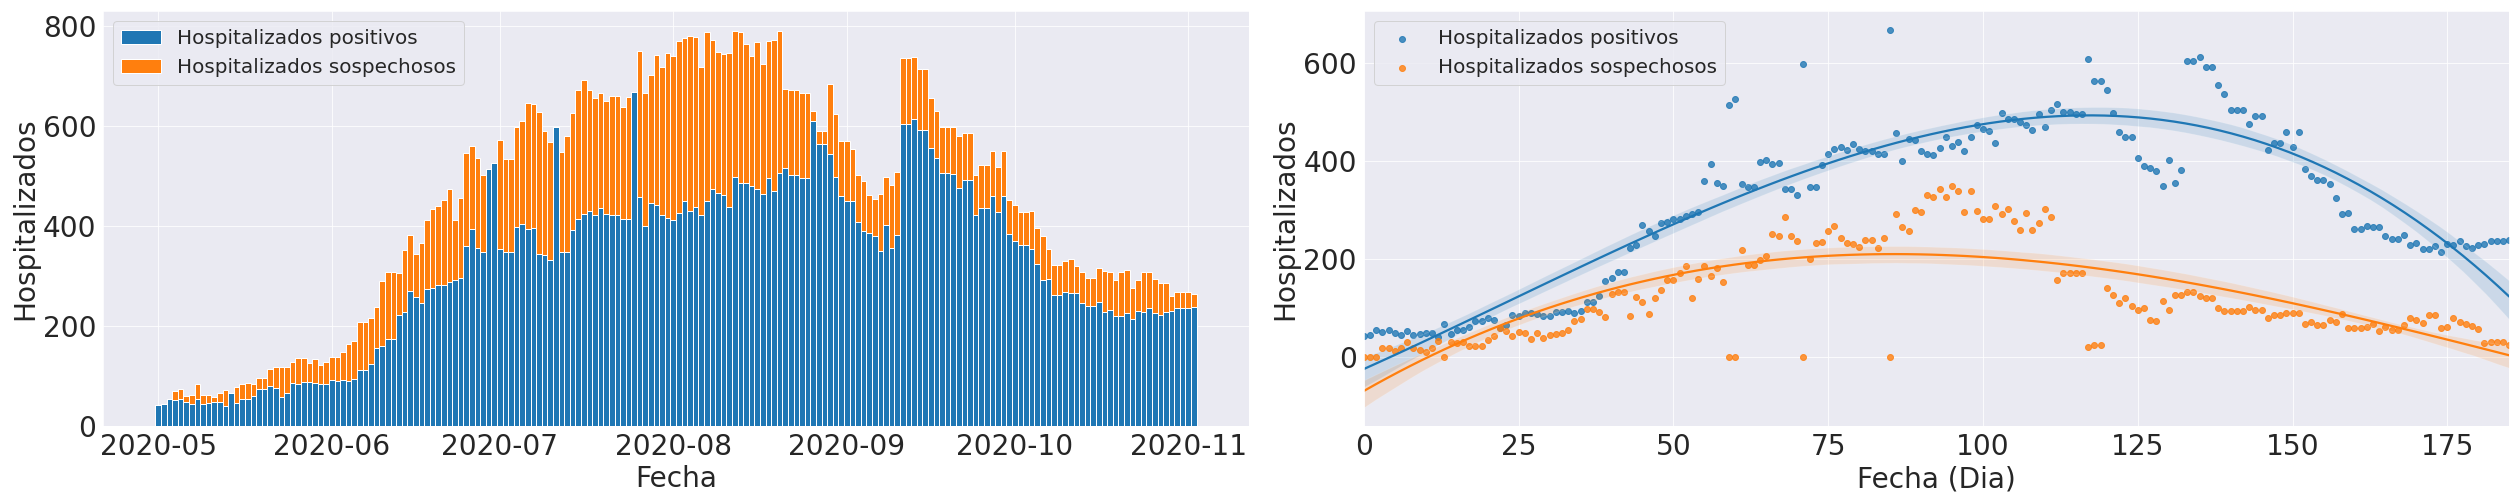 800
600
400
200
0
Hospitalizados
Hospitalizados positivos
Hospitalizados sospechosos
2020-05 2020-06 2020-07 2020-08 2020-09 2020-10 2020-11
Fecha
600
400
200
0
Hospitalizados
Hospitalizados positivos
Hospitalizados sospechosos
0 25 50 75 100 125 150 175
Fecha (Dia)